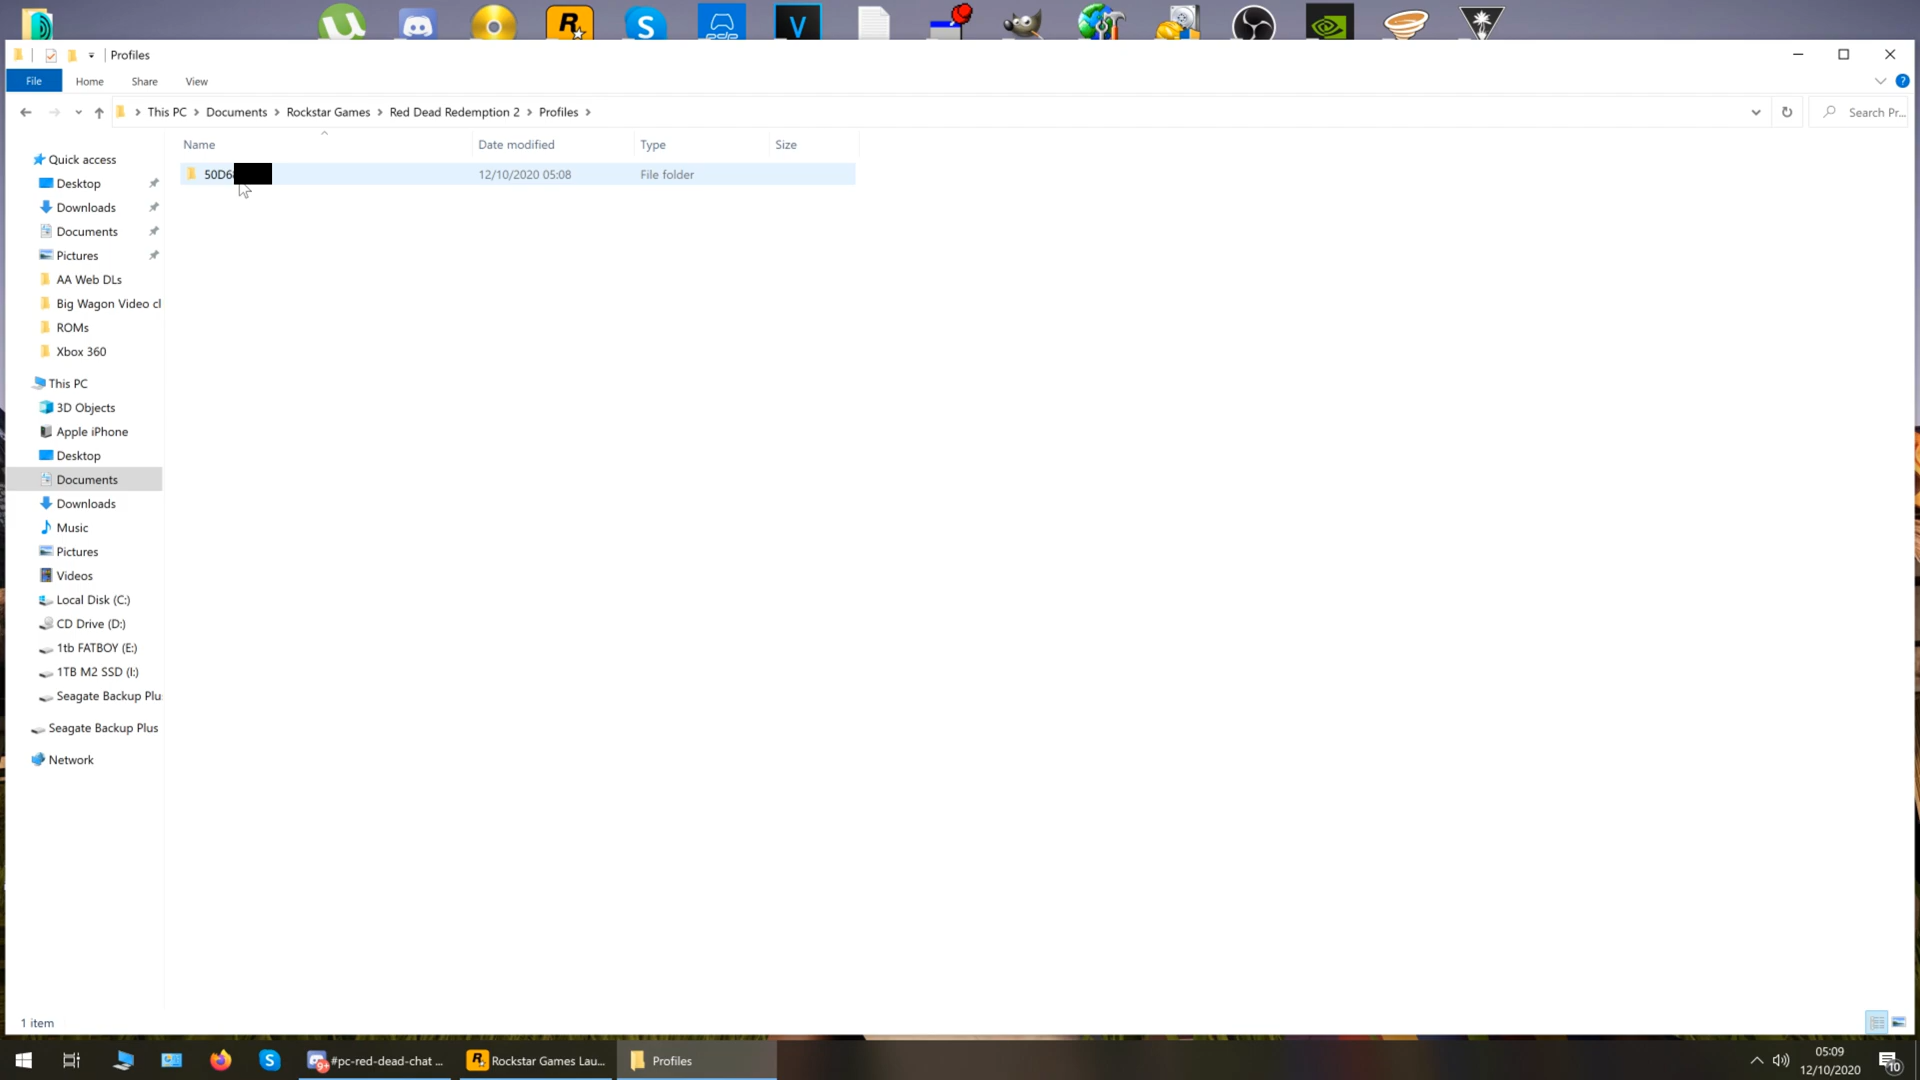 Profiles
File
Home
Share
View
This PC
Documents
Rockstar Games
Red Dead Redemption 2
Profiles
Search Pr...
Name
Date modified
Type
Size
50D6
12/10/2020 05:08
File folder
Quick access
Desktop
Downloads
Documents
Pictures
AA Web DLs
Big Wagon Video cl
ROMs
Xbox 360
This PC
3D Objects
Apple iPhone
Desktop
Documents
Downloads
Music
Pictures
Videos
Local Disk (C:)
CD Drive (D:)
1tb FATBOY (E:)
1TB M2 SSD (I:)
Seagate Backup Plu
Seagate Backup Plus
Network
1 item
#pc-red-dead-chat ...
Rockstar Games Lau...
Profiles
05:09
12/10/2020
10